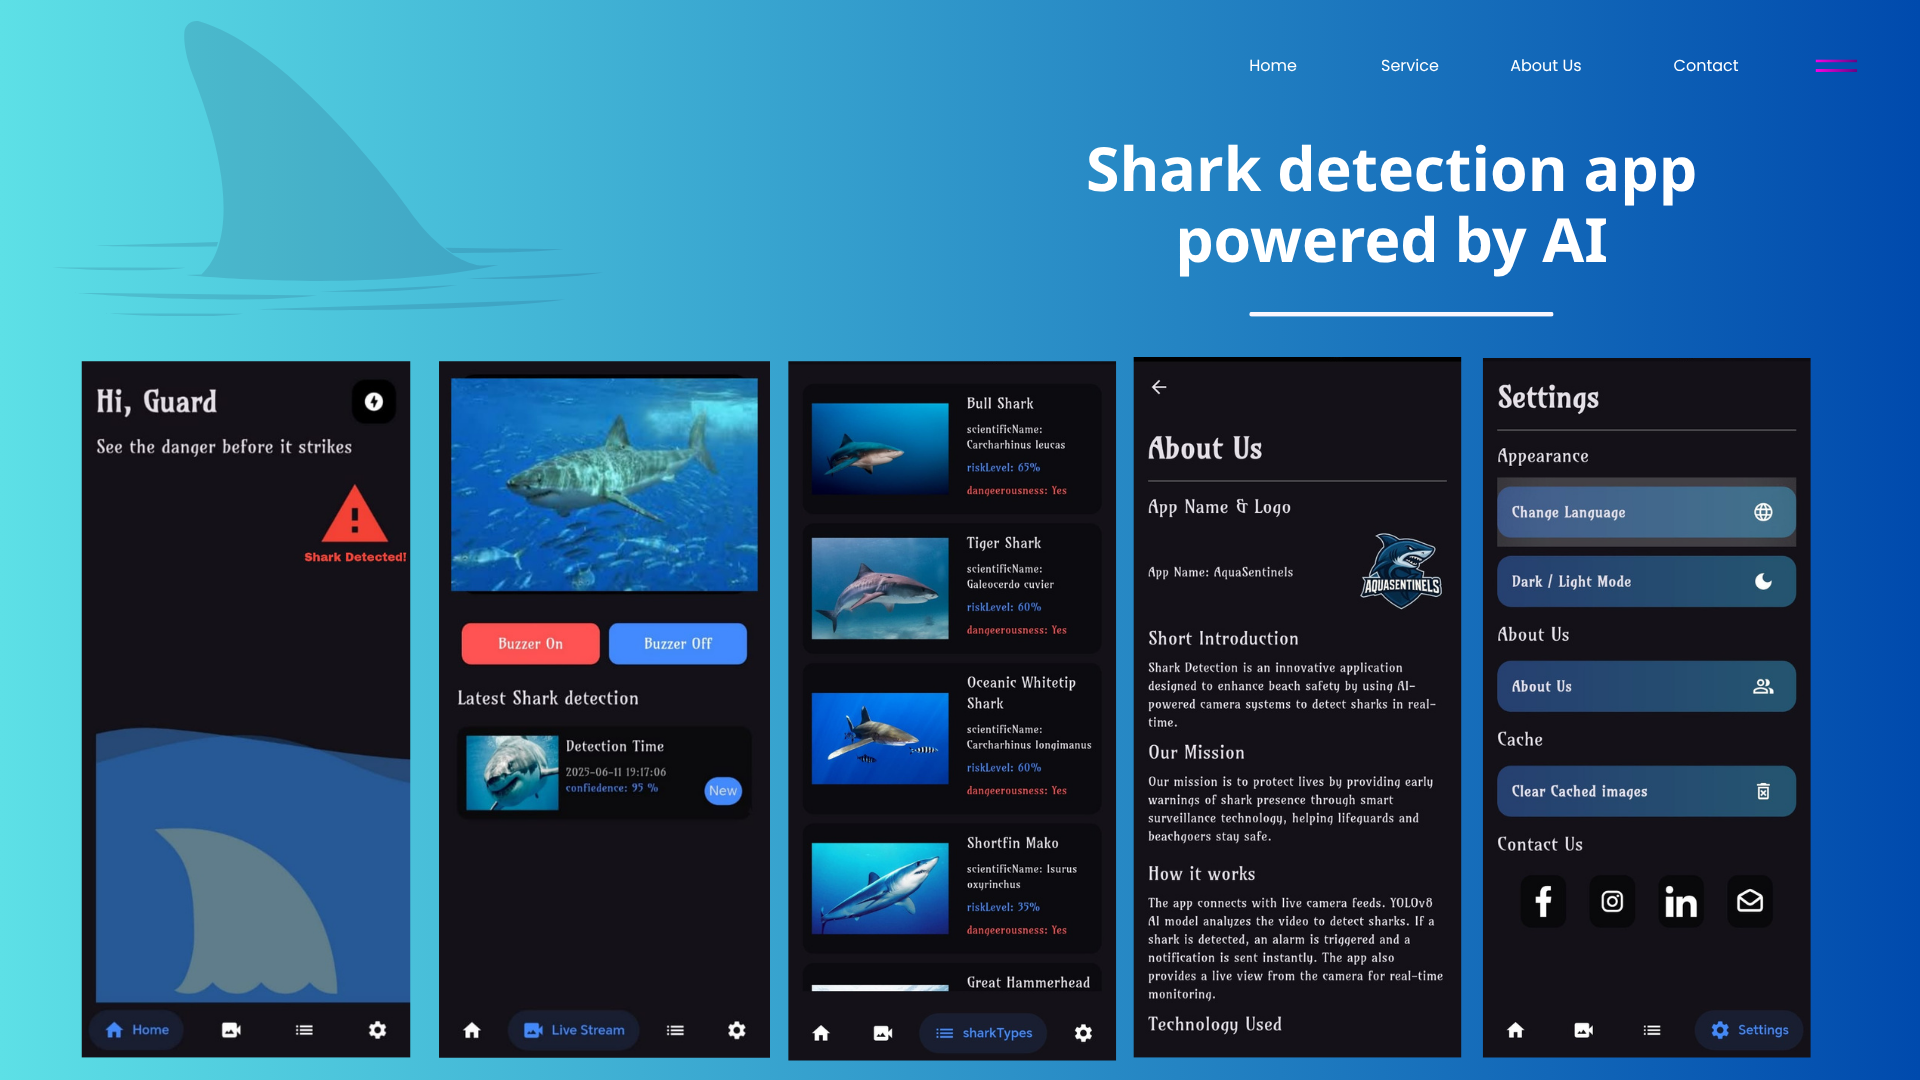 Home
Service
About Us
Contact
Shark detection app
powered by AI
Hi, Guard
See the danger before it strikes
Shark Detected!
Home
Buzzer On
Buzzer Off
Latest Shark detection
Detection Time
2025-06-11 19:17:06
confiedence: 95 %
New
Live Stream
Bull Shark
scientificName:
Carcharhinus leucas
riskLevel: 65%
dangeerousness: Yes
Tiger Shark
scientificName:
Galeocerdo cuvier
riskLevel: 60%
dangeerousness: Yes
Oceanic Whitetip
Shark
scientificName:
Carcharhinus longimanus
riskLevel: 60%
dangeerousness: Yes
Shortfin Mako
scientificName: Isurus
oxyrinchus
riskLevel: 35%
dangeerousness: Yes
Great Hammerhead
sharkTypes
About Us
App Name & Logo
App Name: AquaSentinels
AQUASENTINELS
Short Introduction
Shark Detection is an innovative application
designed to enhance beach safety by using AI-
powered camera systems to detect sharks in real-
time.
Our Mission
Our mission is to protect lives by providing early
warnings of shark presence through smart
surveillance technology, helping lifeguards and
beachgoers stay safe.
How it works
The app connects with live camera feeds. YOLOv8
AI model analyzes the video to detect sharks. If a
shark is detected, an alarm is triggered and a
notification is sent instantly. The app also
provides a live view from the camera for real-time
monitoring.
Technology Used
Settings
Appearance
Change Language
Dark / Light Mode
About Us
About Us
Cache
Clear Cached images
Contact Us
Settings